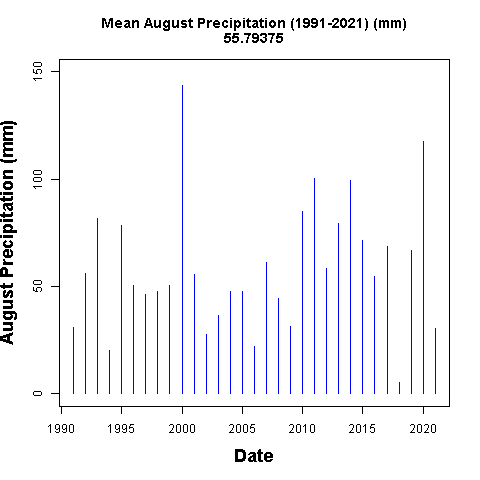 Mean August Precipitation (1991-2021) (mm)
55.79375
August Precipitation (mm)
150
100
50
0
1990 1995 2000 2005 2010 2015 2020
Date